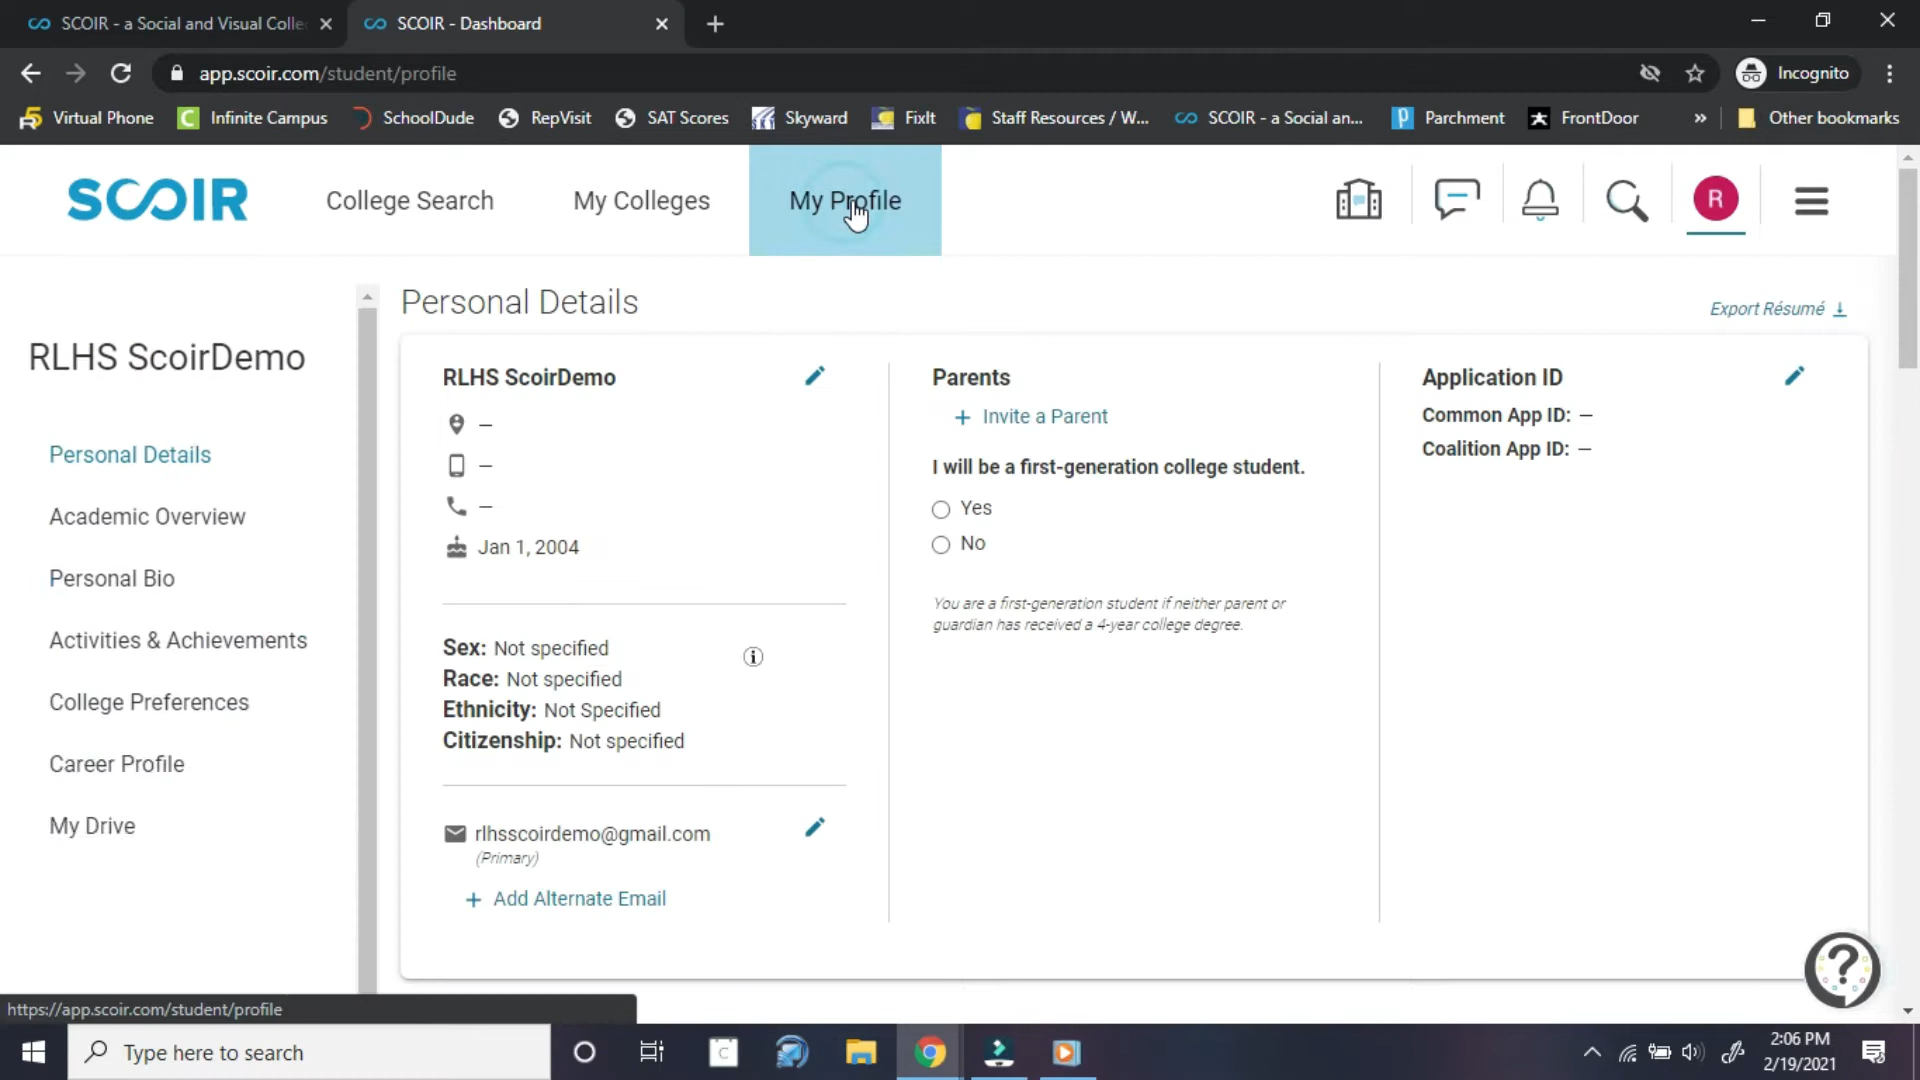 SCOIR - a Social and Visual Colle
SCOIR - Dashboard
app.scoir.com/student/profile
Incognito
Virtual Phone
Infinite Campus
SchoolDude
RepVisit
SAT Scores
Skyward
FixIt
Staff Resources / W...
SCOIR - a Social an...
Parchment
FrontDoor
»
Other bookmarks
SCOIR
College Search
My Colleges
My Profile
R
Personal Details
Export Résumé
RLHS ScoirDemo
Personal Details
Academic Overview
Personal Bio
Activities & Achievements
College Preferences
Career Profile
My Drive
RLHS ScoirDemo
–
–
–
Jan 1, 2004
Sex: Not specified
Race: Not specified
Ethnicity: Not Specified
Citizenship: Not specified
rlhsscoirdemo@gmail.com
(Primary)
+ Add Alternate Email
Parents
+ Invite a Parent
I will be a first-generation college student.
Yes
No
You are a first-generation student if neither parent or
guardian has received a 4-year college degree.
Application ID
Common App ID: –
Coalition App ID: –
?
https://app.scoir.com/student/profile
Type here to search
2:06 PM
2/19/2021